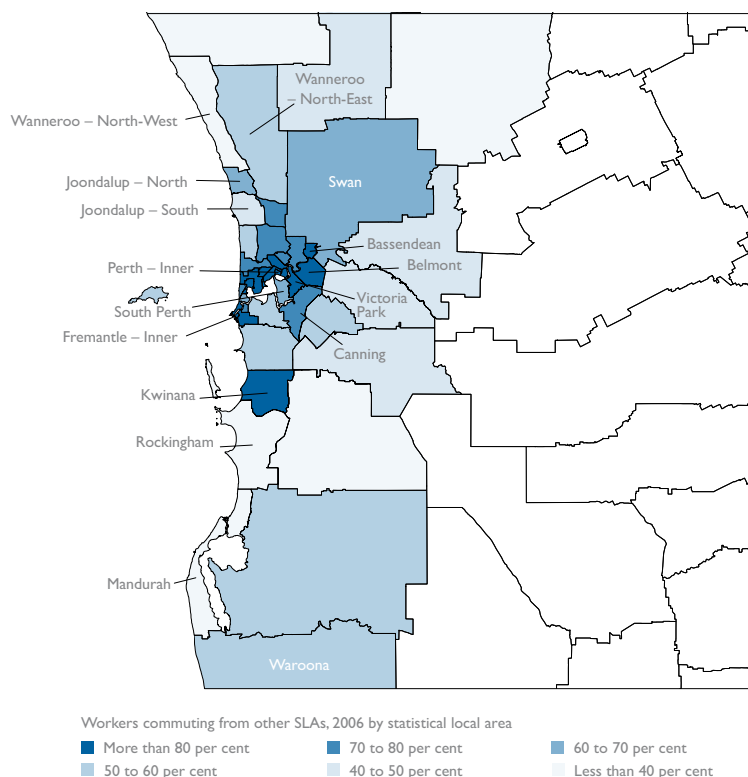 Wanneroo
– North-East
Wanneroo – North-West
Joondalup – North
Swan
Joondalup – South
Bassendean
Perth – Inner
Belmont
South Perth
Victoria
Park
Fremantle – Inner
Canning
Kwinana
Rockingham
Mandurah
Waroona
Workers commuting from other SLAs, 2006 by statistical local area
More than 80 per cent
70 to 80 per cent
60 to 70 per cent
50 to 60 per cent
40 to 50 per cent
Less than 40 per cent